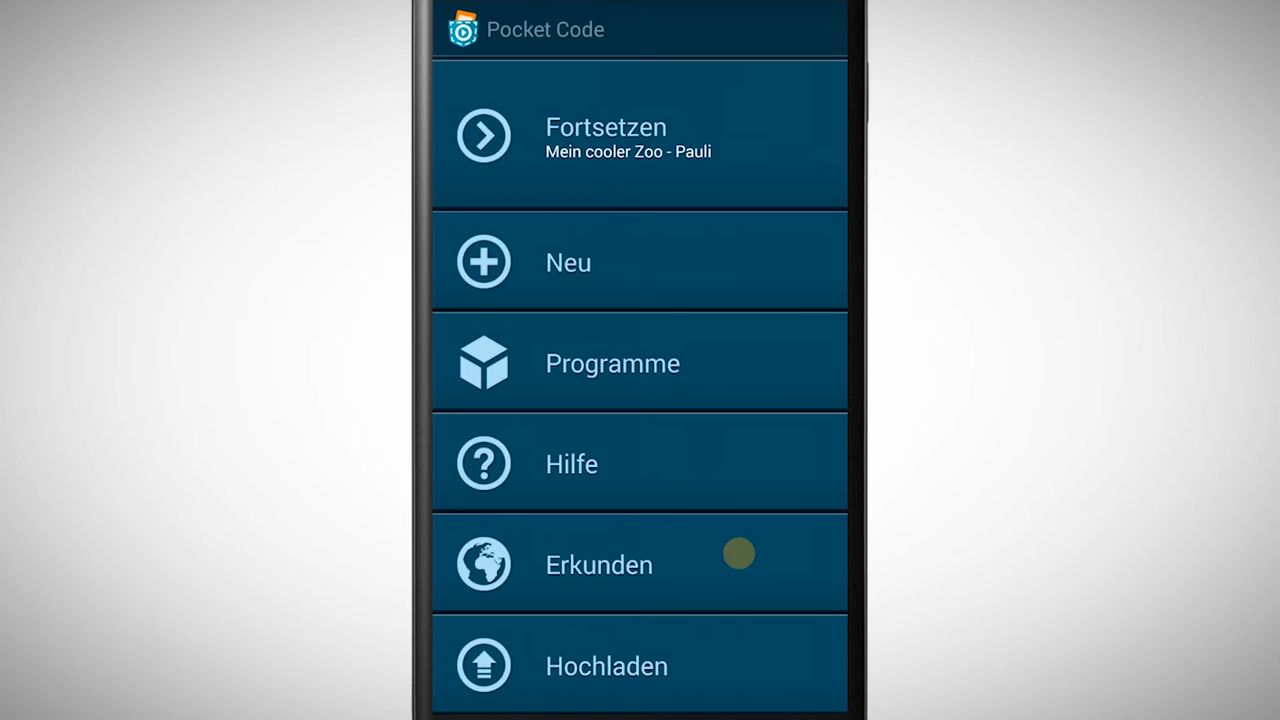 Pocket Code
Fortsetzen
Mein cooler Zoo - Pauli
Neu
Programme
Hilfe
Erkunden
Hochladen